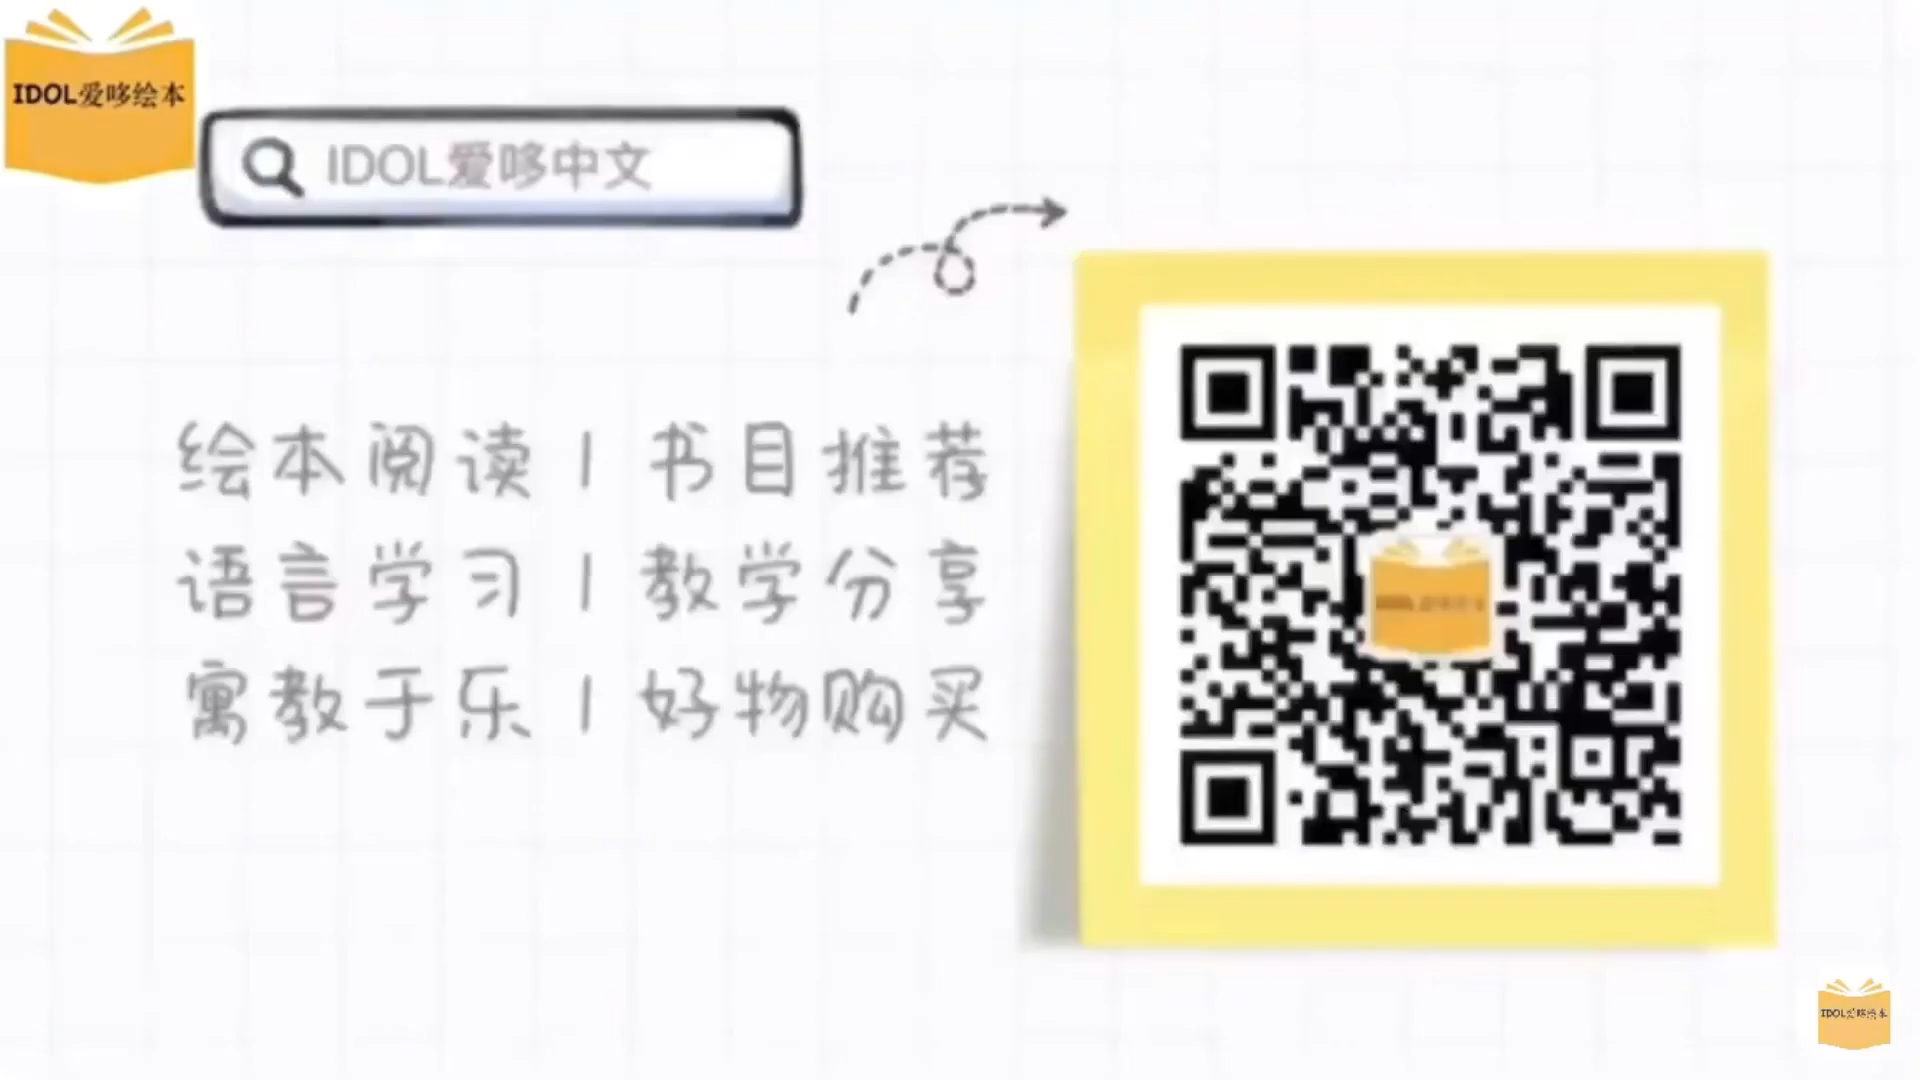 IDOL爱哆绘本
IDOL爱哆中文
绘本阅读 | 书目推荐
语言学习 | 教学分享
寓教于乐 | 好物购买
IDOL爱哆绘本